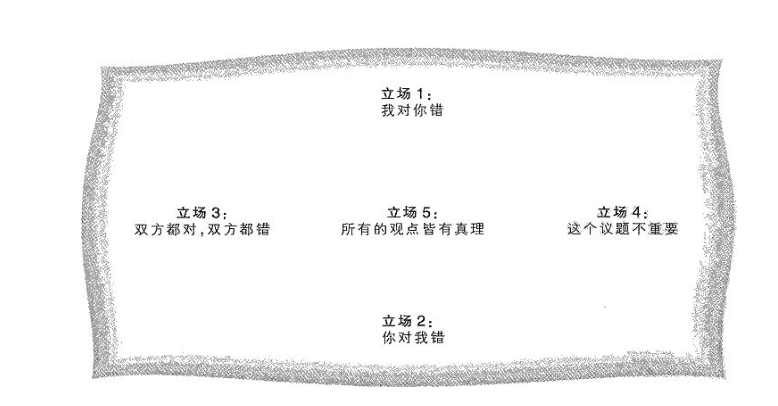 立场 1：
我对你错
立场 3：
双方都对，双方都错
立场 5：
所有的观点皆有真理
立场 4：
这个议题不重要
立场 2：
你对我错